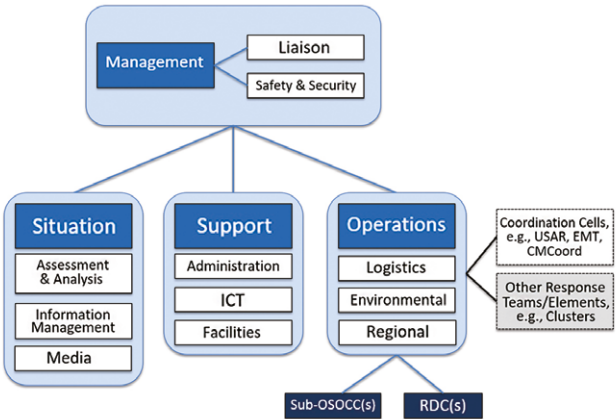 Management
Liaison
Safety & Security
Situation
Assessment
& Analysis
Information
Management
Media
Support
Administration
ICT
Facilities
Operations
Logistics
Environmental
Regional
Coordination Cells,
e.g., USAR, EMT,
CMCoord
Other Response
Teams/Elements,
e.g., Clusters
Sub-OSOCC(s)
RDC(s)